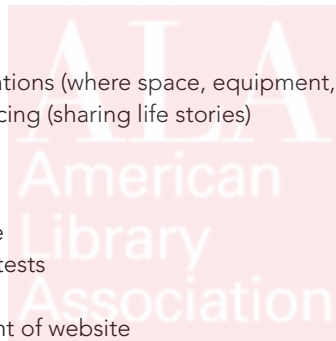 ations (where space, equipment,
cing (sharing life stories)
e
tests
nt of website
ALA
American
Library
Association